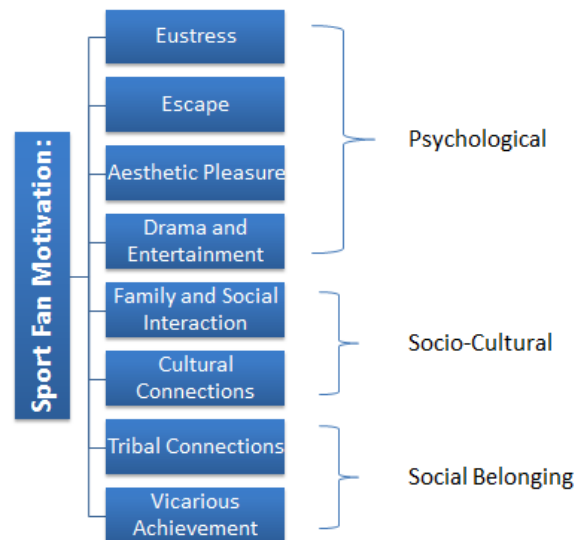 Sport Fan Motivation:
Eustress
Escape
Aesthetic Pleasure
Drama and
Entertainment
Psychological
Family and Social
Interaction
Cultural
Connections
Socio-Cultural
Tribal Connections
Vicarious
Achievement
Social Belonging